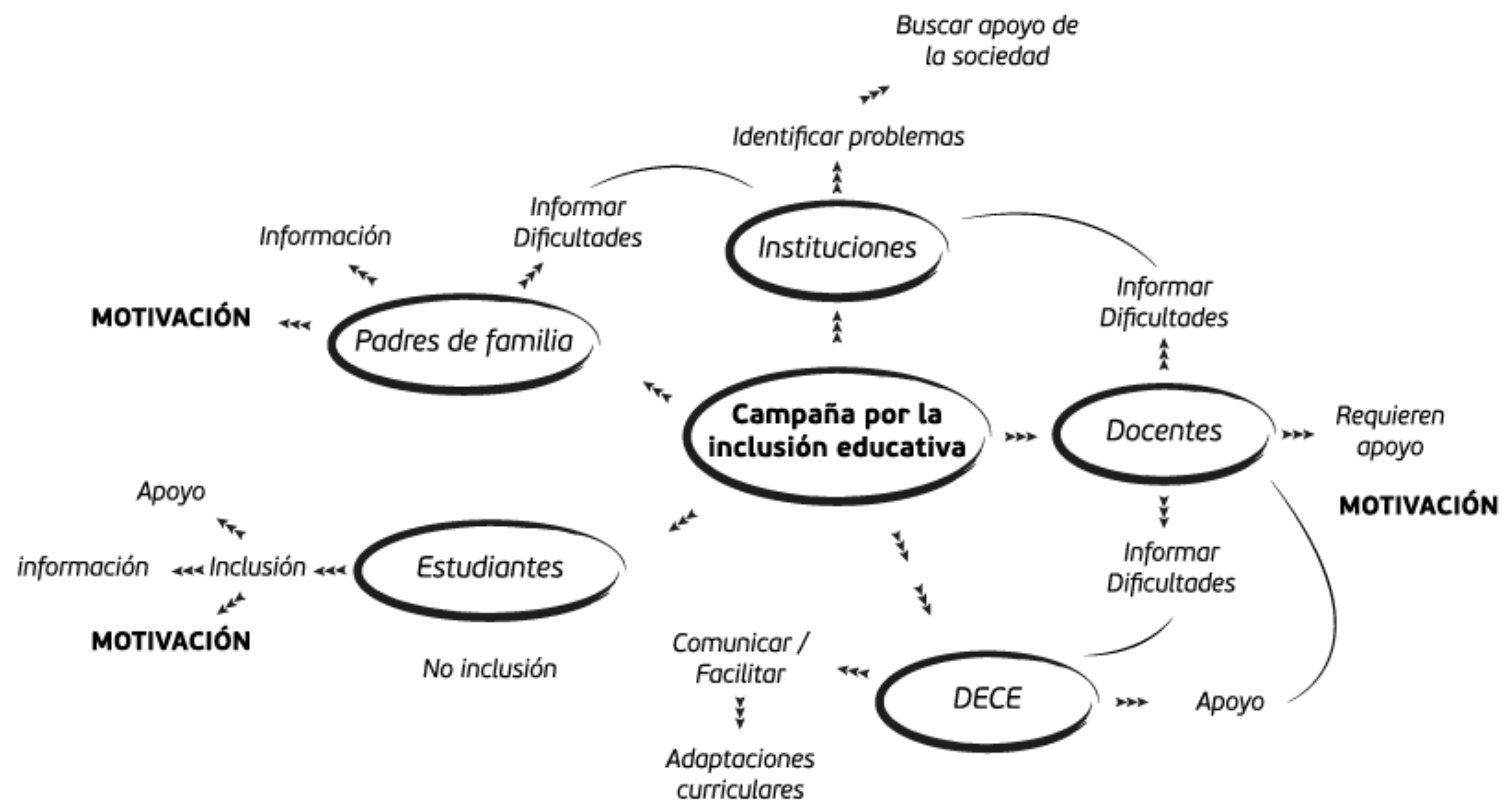 Buscar apoyo de
la sociedad
Identificar problemas
Informar
Dificultades
Información
Instituciones
MOTIVACIÓN
Padres de familia
Informar
Dificultades
Campaña por la
inclusión educativa
Docentes
Requieren
apoyo
MOTIVACIÓN
Apoyo
información
Inclusión
Estudiantes
MOTIVACIÓN
No inclusión
Informar
Dificultades
Comunicar /
Facilitar
DECE
Apoyo
Adaptaciones
curriculares